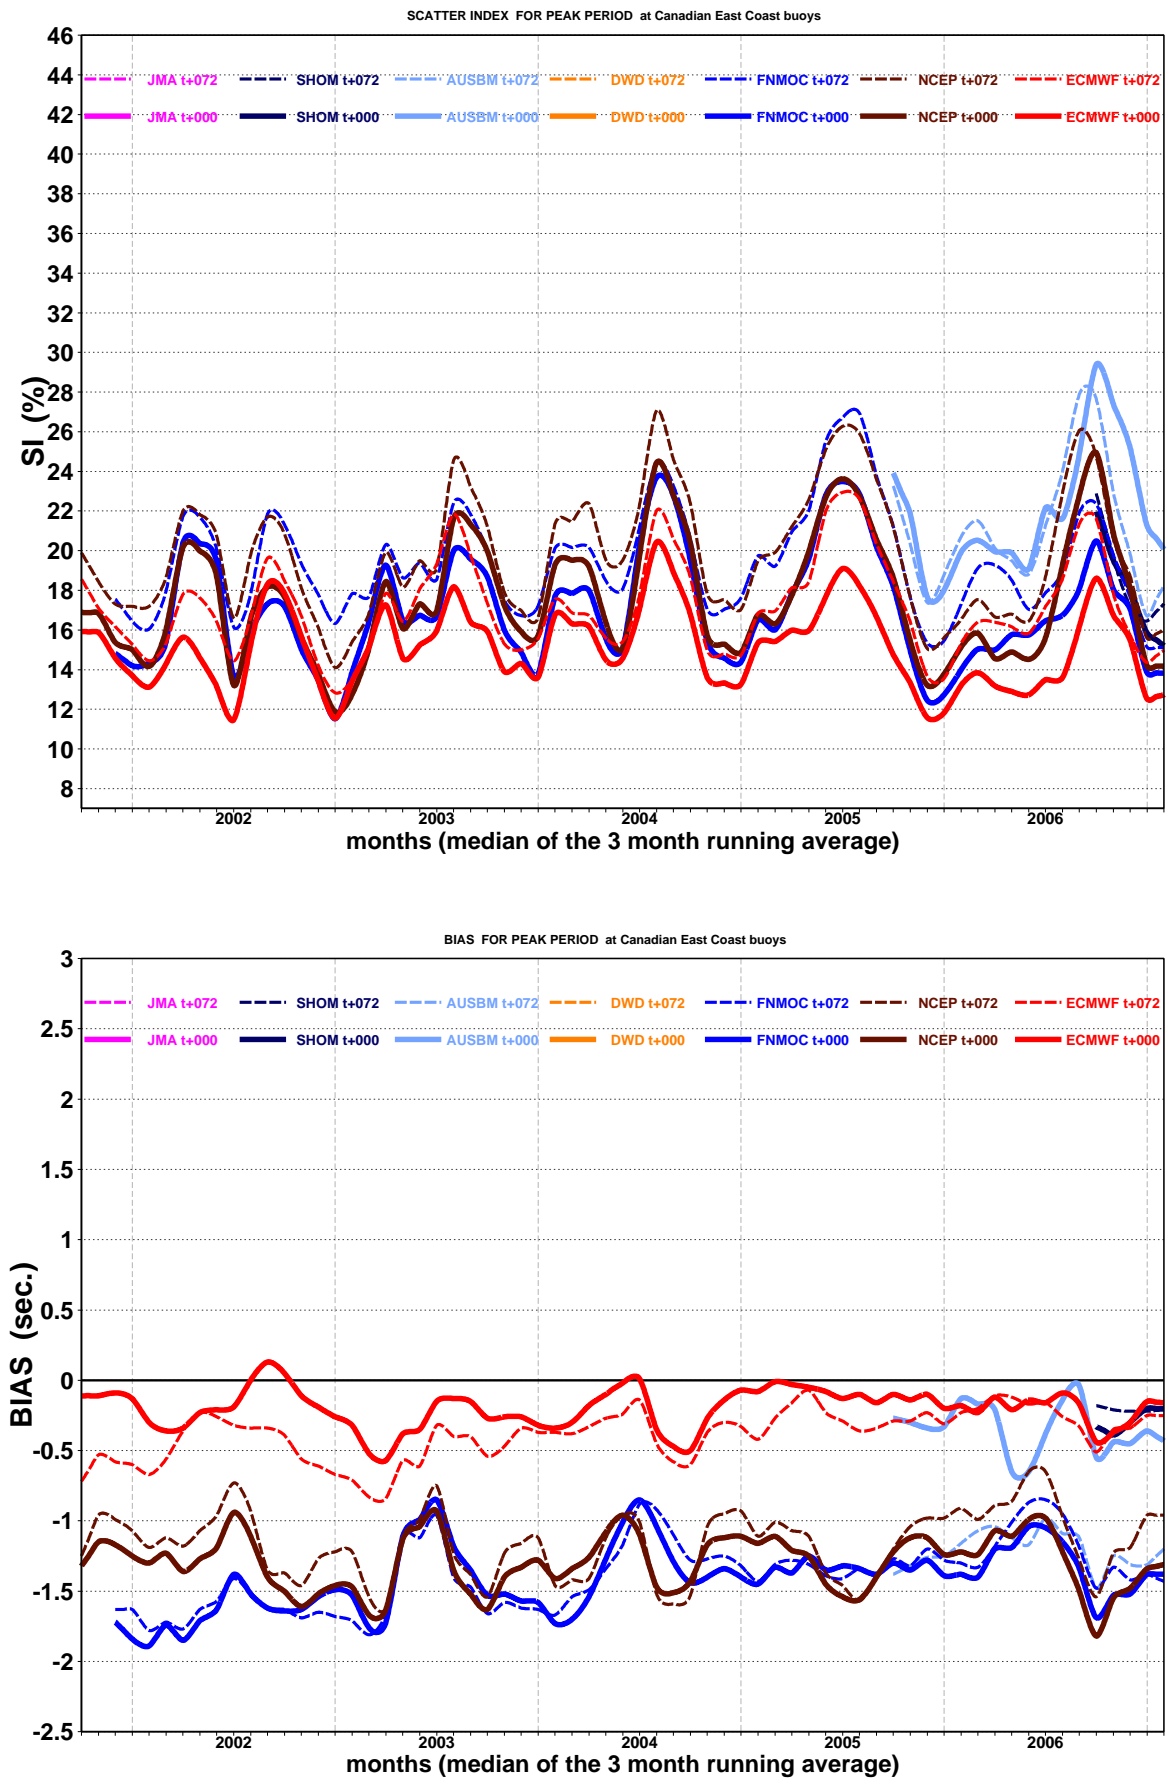 SCATTER INDEX FOR PEAK PERIOD at Canadian East Coast buoys
46
44
42
40
38
36
34
32
30
28
26
24
22
20
18
16
14
12
10
8
SI (%)
JMA t+072 SHOM t+072 AUSBM t+072 DWD t+072 FNMOC t+072 NCEP t+072 ECMWF t+072
JMA t+000 SHOM t+000 AUSBM t+000 DWD t+000 FNMOC t+000 NCEP t+000 ECMWF t+000
2002 2003 2004 2005 2006
months (median of the 3 month running average)
BIAS FOR PEAK PERIOD at Canadian East Coast buoys
3
2.5
2
1.5
1
0.5
0
-0.5
-1
-1.5
-2
-2.5
BIAS (sec.)
JMA t+072 SHOM t+072 AUSBM t+072 DWD t+072 FNMOC t+072 NCEP t+072 ECMWF t+072
JMA t+000 SHOM t+000 AUSBM t+000 DWD t+000 FNMOC t+000 NCEP t+000 ECMWF t+000
2002 2003 2004 2005 2006
months (median of the 3 month running average)